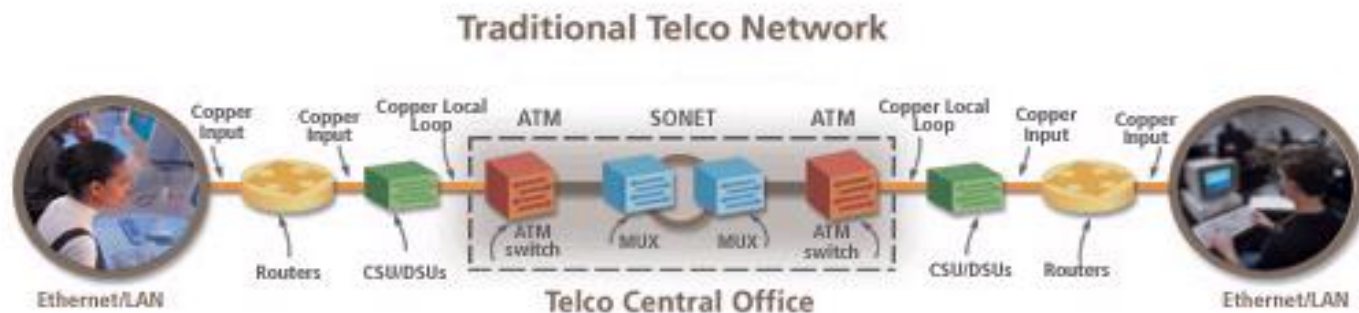 Traditional Telco Network
Copper
Input
Copper
Input
Copper Local
Loop
ATM
SONET
ATM
Copper Local
Loop
Copper
Input
Copper
Input
Routers
CSU/DSUs
ATM
switch
MUX
MUX
ATM
switch
CSU/DSUs
Routers
Ethernet/LAN
Telco Central Office
Ethernet/LAN